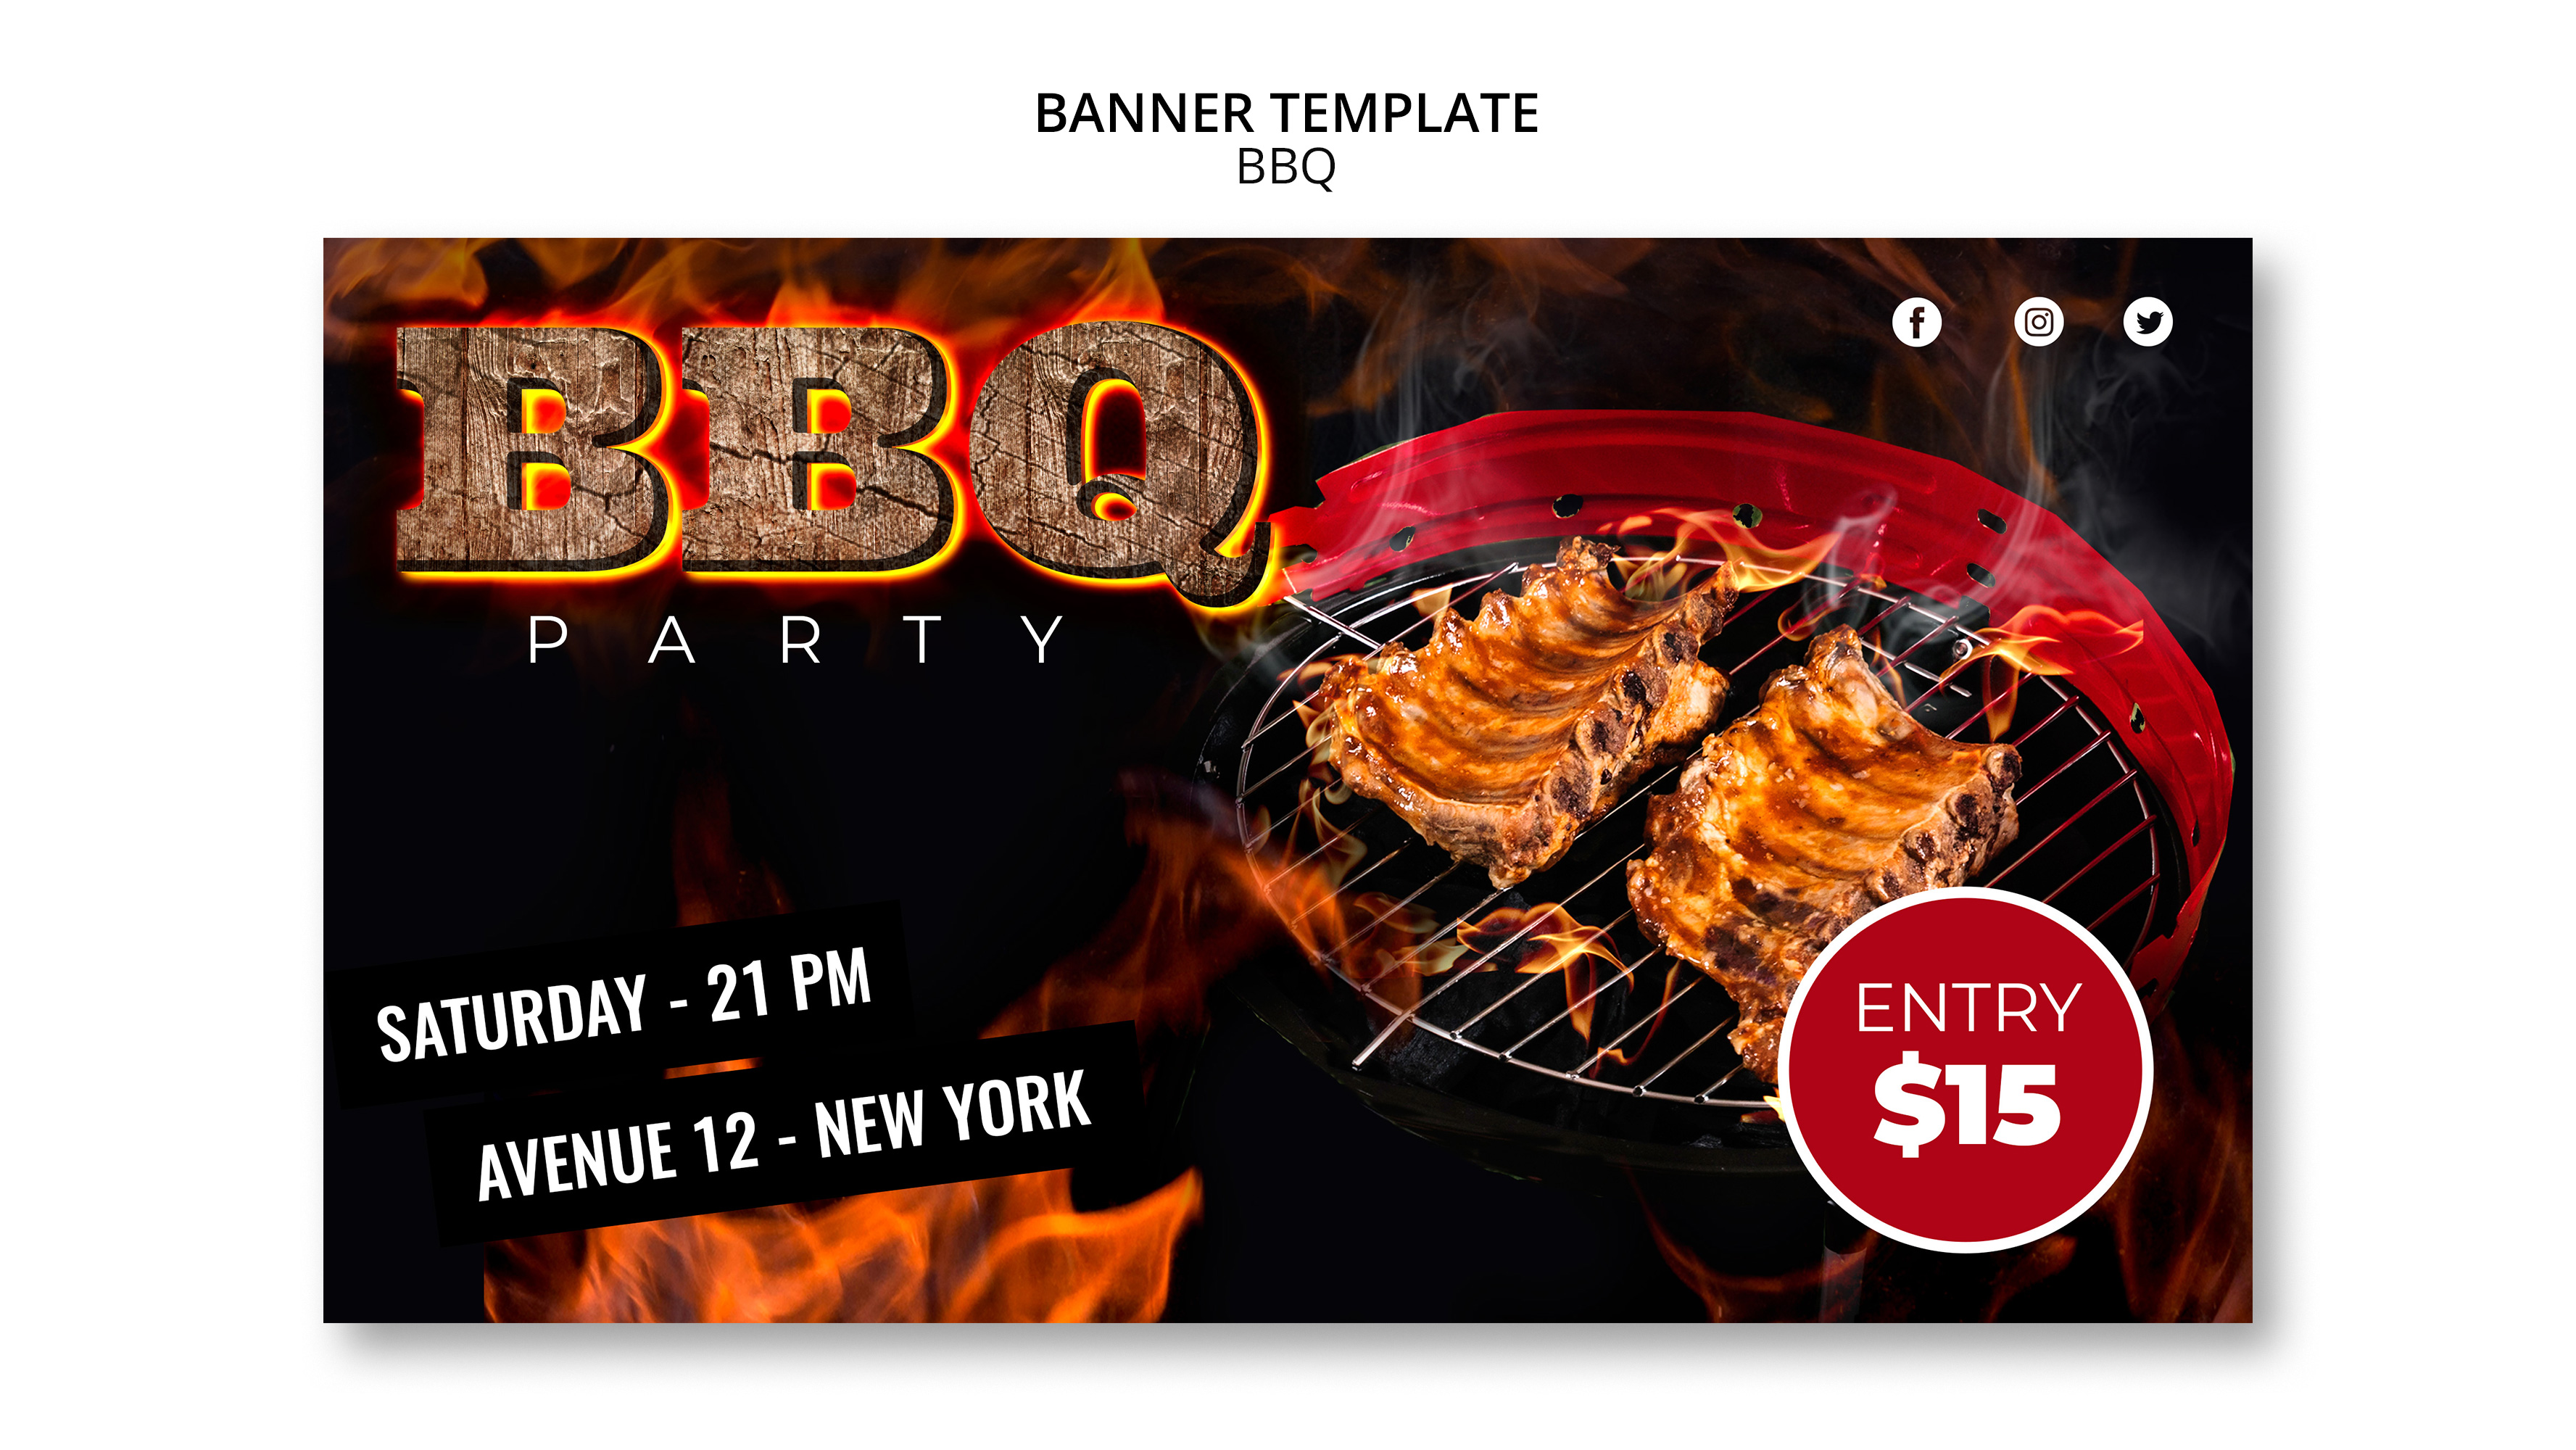 BANNER TEMPLATE
BBQ
BBQ
PARTY
SATURDAY - 21 PM
AVENUE 12 - NEW YORK
ENTRY
$15